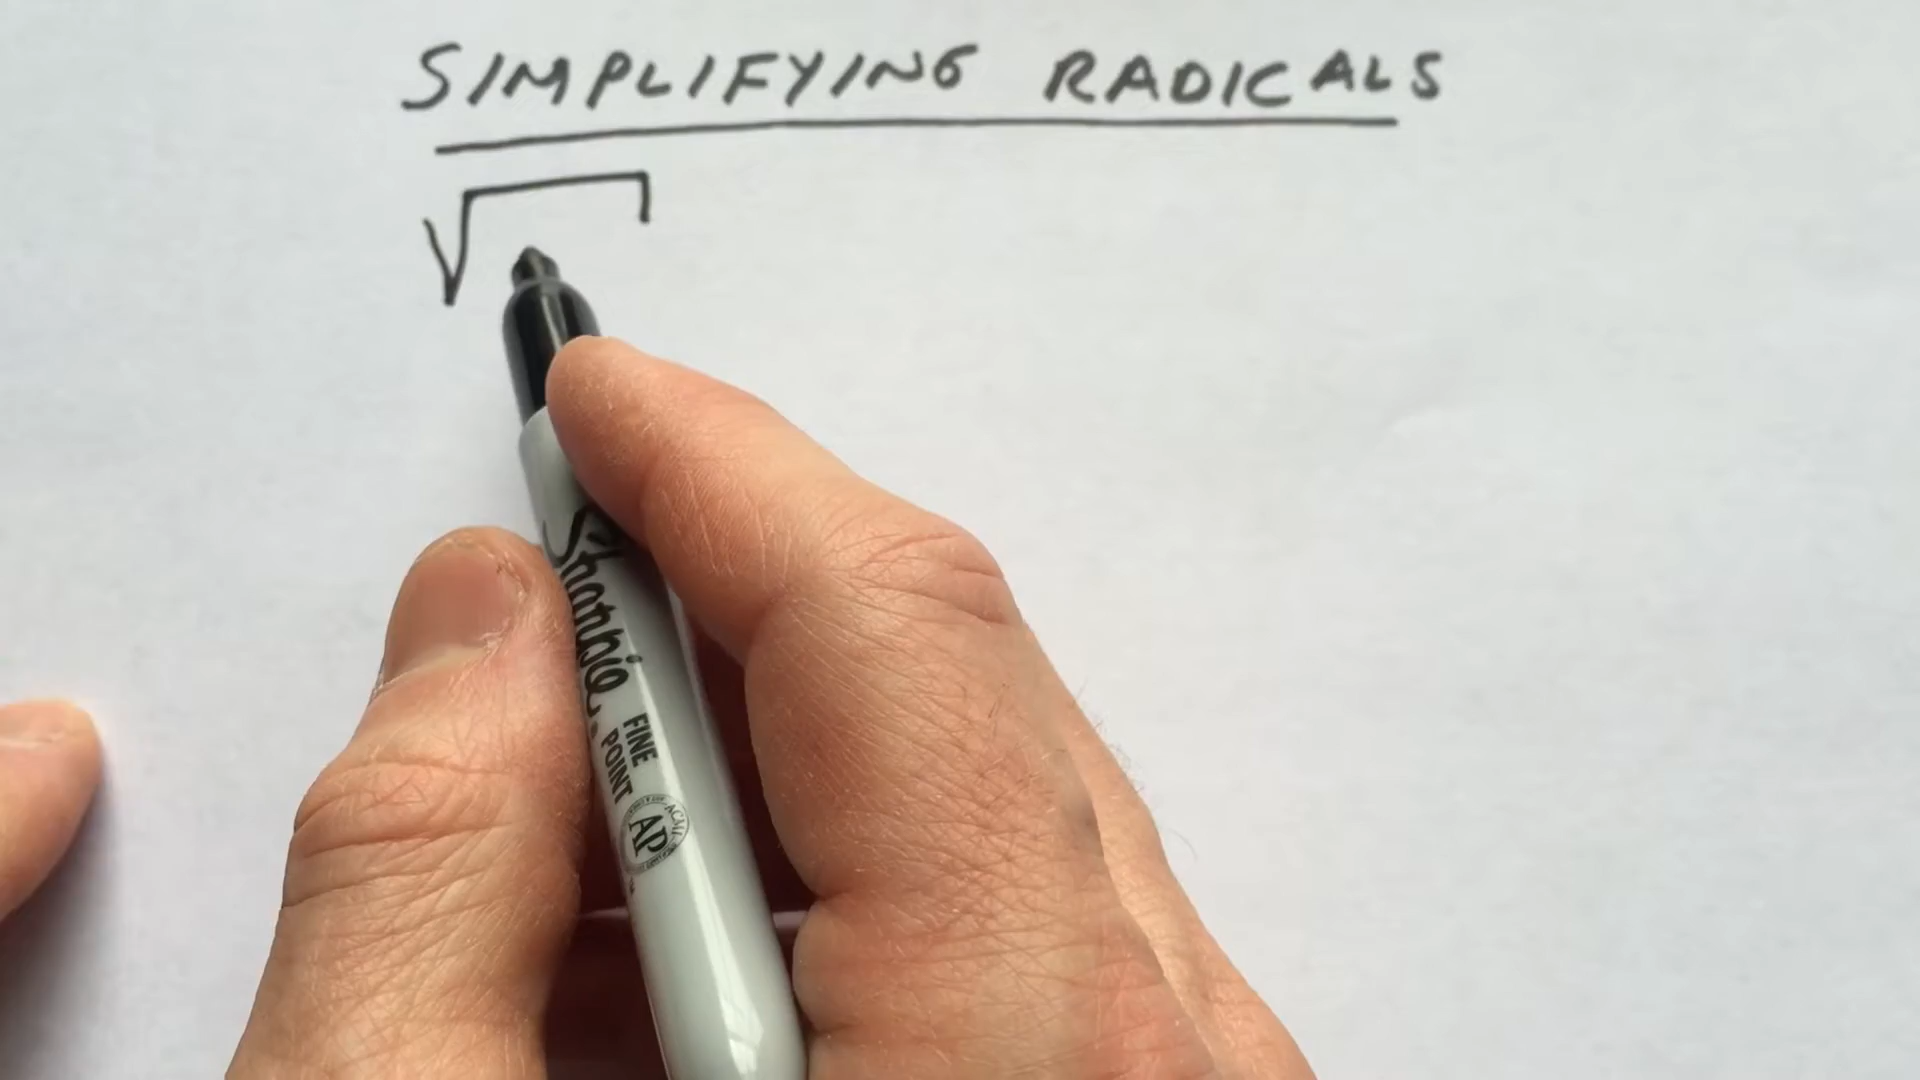 SIMPLIFYING RADICALS
√
Sharpie
FINE
POINT
AP